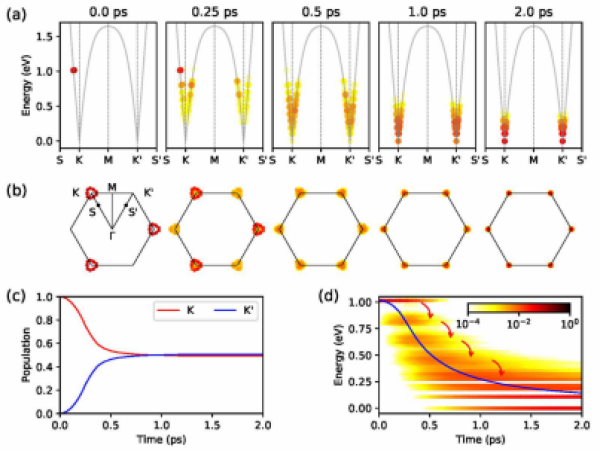 (a)
0.0 ps
0.25 ps
0.5 ps
1.0 ps
2.0 ps
Energy (eV)
1.5
1.0
0.5
0.0
S K M K' S'
S K M K' S'
S K M K' S'
S K M K' S'
S K M K' S'
(b)
K M K'
S S'
Γ
(c)
Population
1.0
0.8
0.6
0.4
0.2
0.0
K K'
0.0 0.5 1.0 1.5 2.0
Time (ps)
(d)
Energy (eV)
1.00
0.75
0.50
0.25
0.00
10⁻⁴ 10⁻² 10⁰
0.0 0.5 1.0 1.5 2.0
Time (ps)